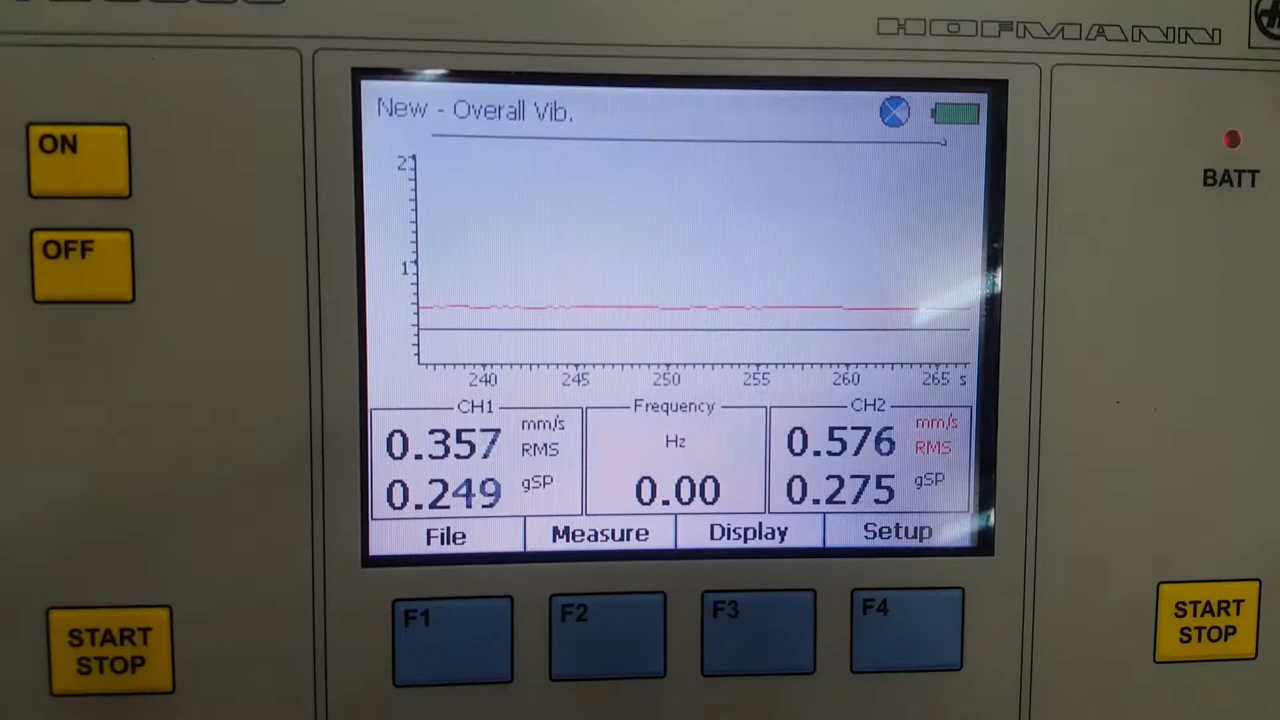 HOFMANN
ON
OFF
New - Overall Vib.
BATT
2
1
240 245 250 255 260 265 s
CH1 Frequency CH2
0.357 mm/s RMS
0.249 gSP
Hz
0.00
0.576 mm/s RMS
0.275 gSP
File Measure Display Setup
START STOP
F1 F2 F3 F4
START STOP